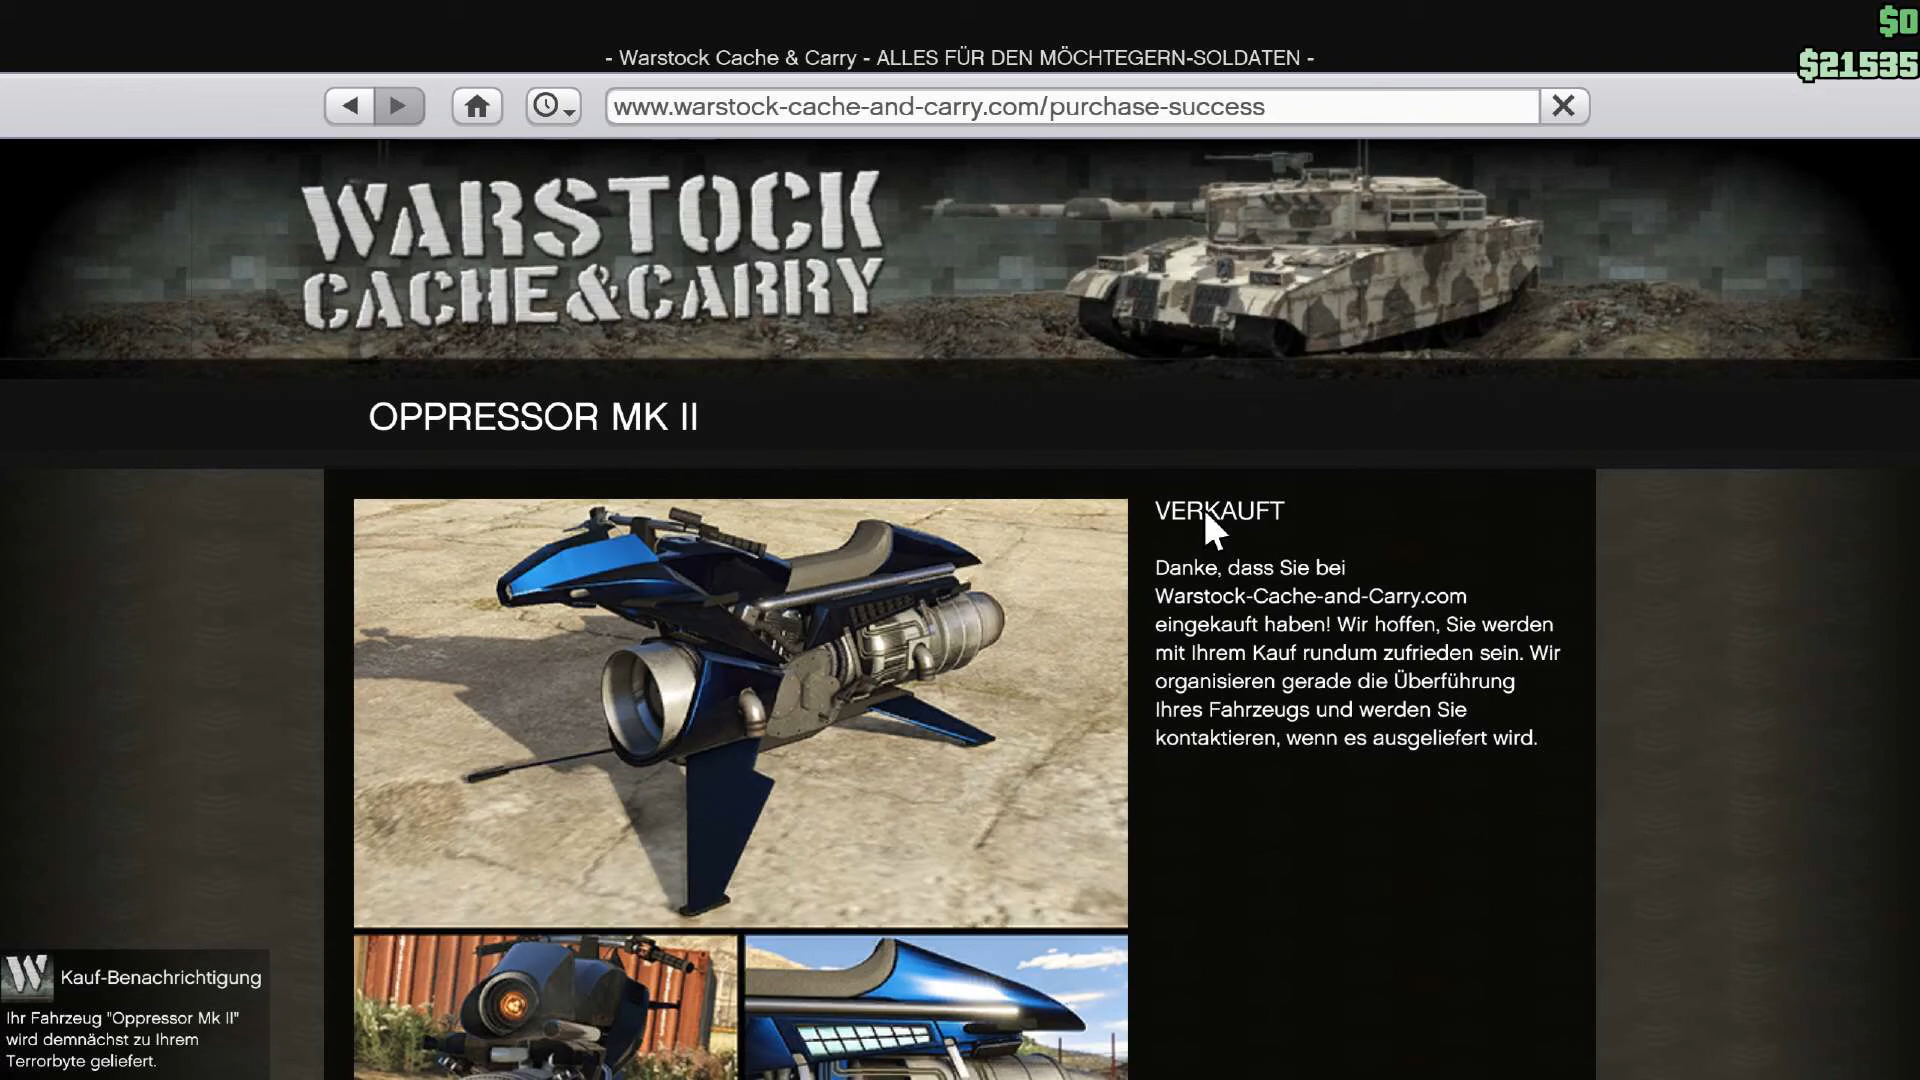 $0
$21535
- Warstock Cache & Carry - ALLES FÜR DEN MÖCHTEGERN-SOLDATEN -
www.warstock-cache-and-carry.com/purchase-success
WARSTOCK
CACHE&CARRY
OPPRESSOR MK II
VERKAUFT
Danke, dass Sie bei
Warstock-Cache-and-Carry.com
eingekauft haben! Wir hoffen, Sie werden
mit Ihrem Kauf rundum zufrieden sein. Wir
organisieren gerade die Überführung
Ihres Fahrzeugs und werden Sie
kontaktieren, wenn es ausgeliefert wird.
W
Kauf-Benachrichtigung
Ihr Fahrzeug "Oppressor Mk II"
wird demnächst zu Ihrem
Terrorbyte geliefert.